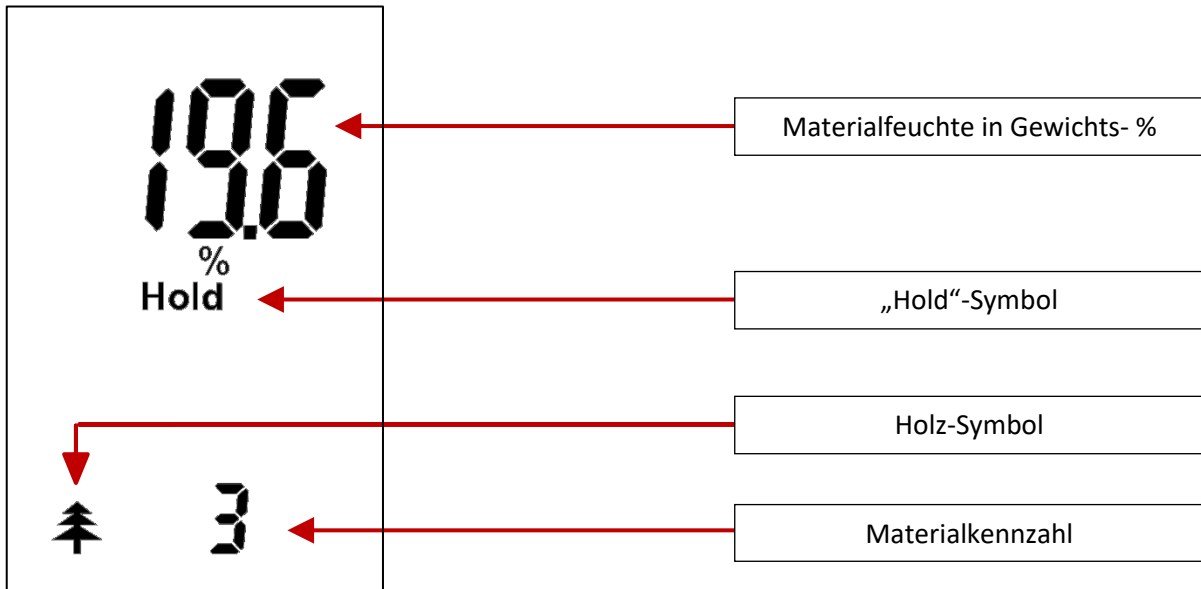 19.6
Materialfeuchte in Gewichts- %
%
Hold
„Hold“-Symbol
Holz-Symbol
3
Materialkennzahl